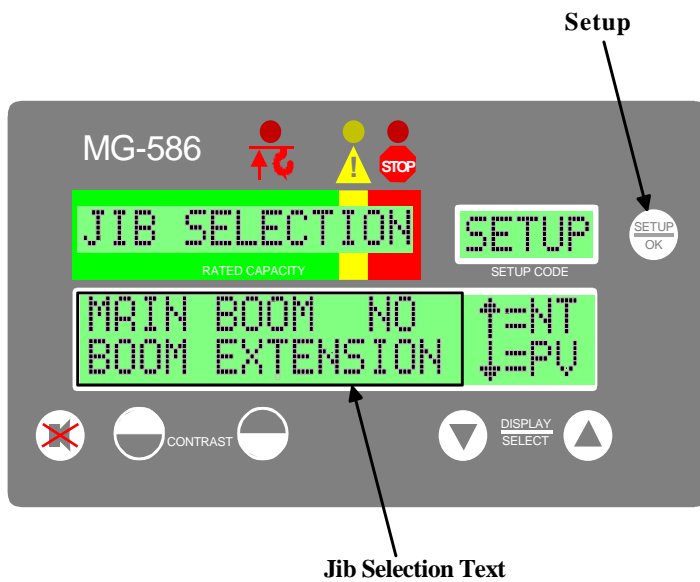 Setup
MG-586
STOP
!
JIB SELECTION
SETUP
SETUP
OK
RATED CAPACITY
SETUP CODE
MAIN BOOM NO
BOOM EXTENSION
↑=NT
↓=PV
CONTRAST
DISPLAY
SELECT
Jib Selection Text